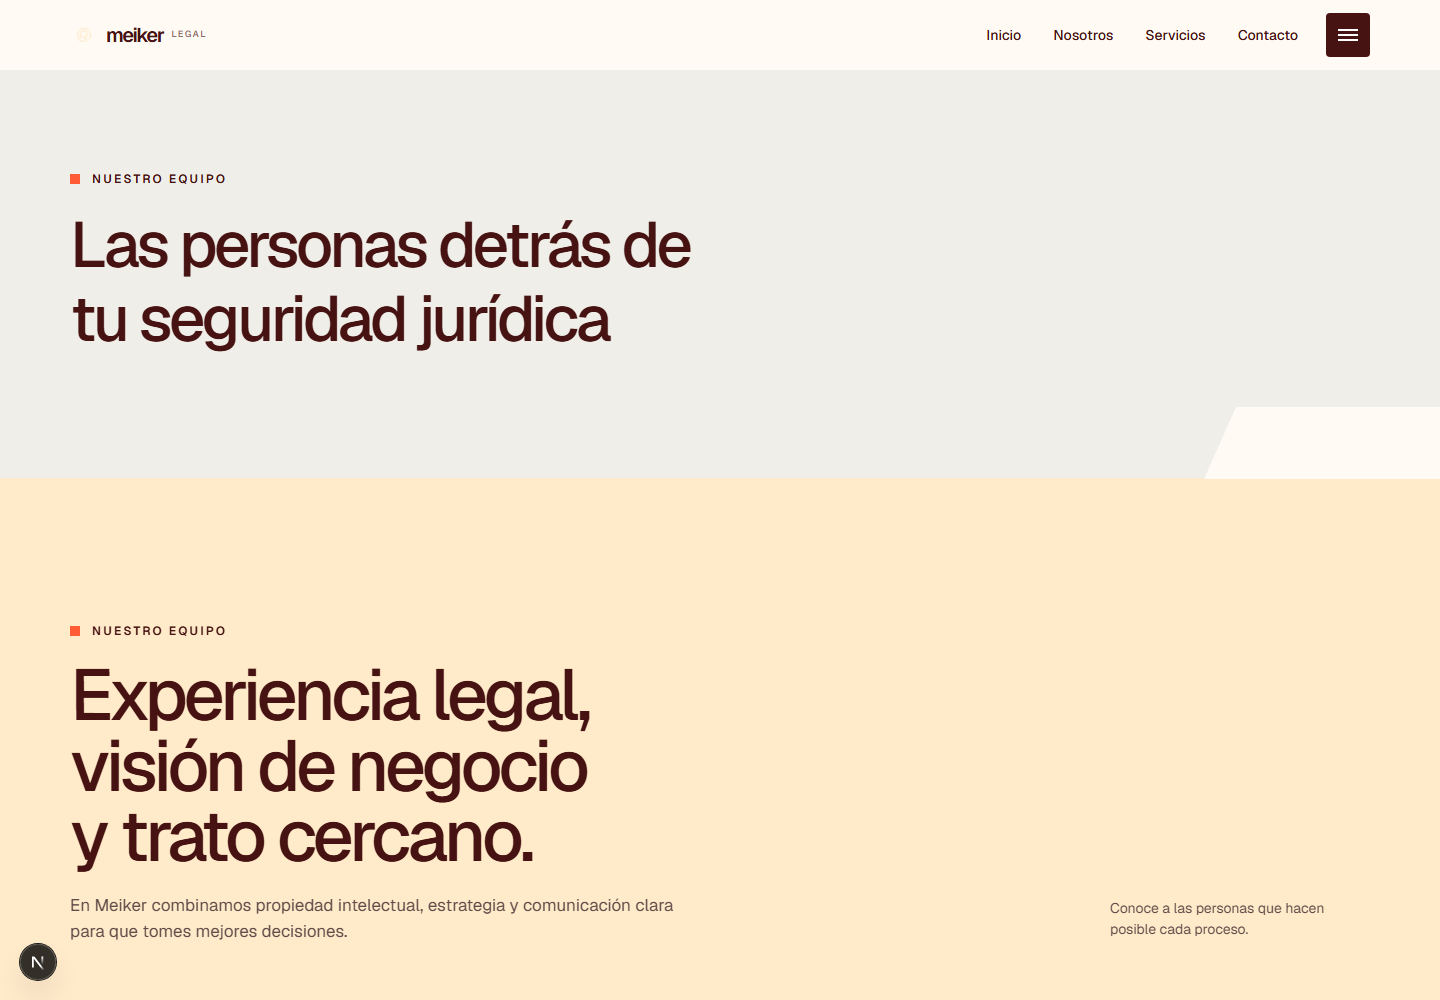 meiker LEGAL
Inicio Nosotros Servicios Contacto
NUESTRO EQUIPO
Las personas detrás de
tu seguridad jurídica
NUESTRO EQUIPO
Experiencia legal,
visión de negocio
y trato cercano.
En Meiker combinamos propiedad intelectual, estrategia y comunicación clara
para que tomes mejores decisiones.
Conoce a las personas que hacen
posible cada proceso.
N